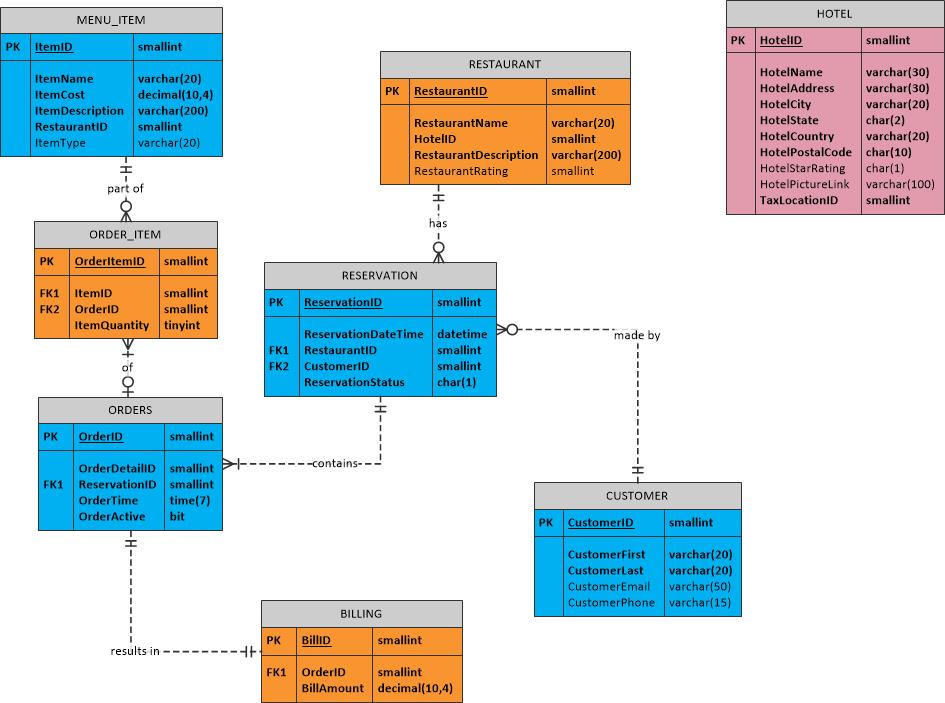 MENU_ITEM
PK ItemID smallint
ItemName varchar(20)
ItemCost decimal(10,4)
ItemDescription varchar(200)
RestaurantID smallint
ItemType varchar(20)
part of
ORDER_ITEM
PK OrderItemID smallint
FK1 ItemID smallint
FK2 OrderID smallint
ItemQuantity tinyint
of
ORDERS
PK OrderID smallint
OrderDetailID smallint
FK1 ReservationID smallint
OrderTime time(7)
OrderActive bit
results in
BILLING
PK BillID smallint
FK1 OrderID smallint
BillAmount decimal(10,4)
RESTAURANT
PK RestaurantID smallint
RestaurantName varchar(20)
HotelID smallint
RestaurantDescription varchar(200)
RestaurantRating smallint
has
RESERVATION
PK ReservationID smallint
ReservationDateTime datetime
FK1 RestaurantID smallint
FK2 CustomerID smallint
ReservationStatus char(1)
contains
made by
CUSTOMER
PK CustomerID smallint
CustomerFirst varchar(20)
CustomerLast varchar(20)
CustomerEmail varchar(50)
CustomerPhone varchar(15)
HOTEL
PK HotelID smallint
HotelName varchar(30)
HotelAddress varchar(30)
HotelCity varchar(20)
HotelState char(2)
HotelCountry varchar(20)
HotelPostalCode char(10)
HotelStarRating char(1)
HotelPictureLink varchar(100)
TaxLocationID smallint